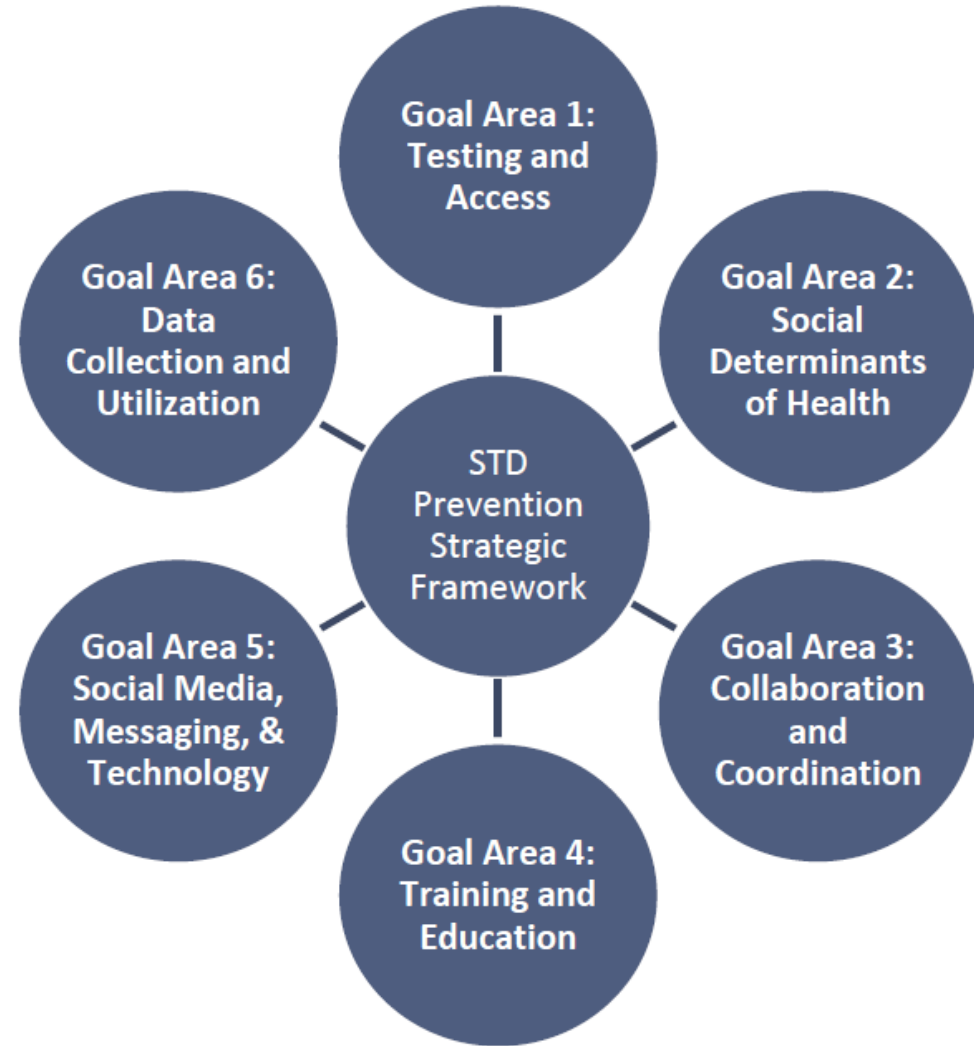 Goal Area 1:
Testing and
Access
Goal Area 2:
Social
Determinants
of Health
Goal Area 3:
Collaboration
and
Coordination
Goal Area 4:
Training and
Education
Goal Area 5:
Social Media,
Messaging, &
Technology
Goal Area 6:
Data
Collection and
Utilization
STD
Prevention
Strategic
Framework